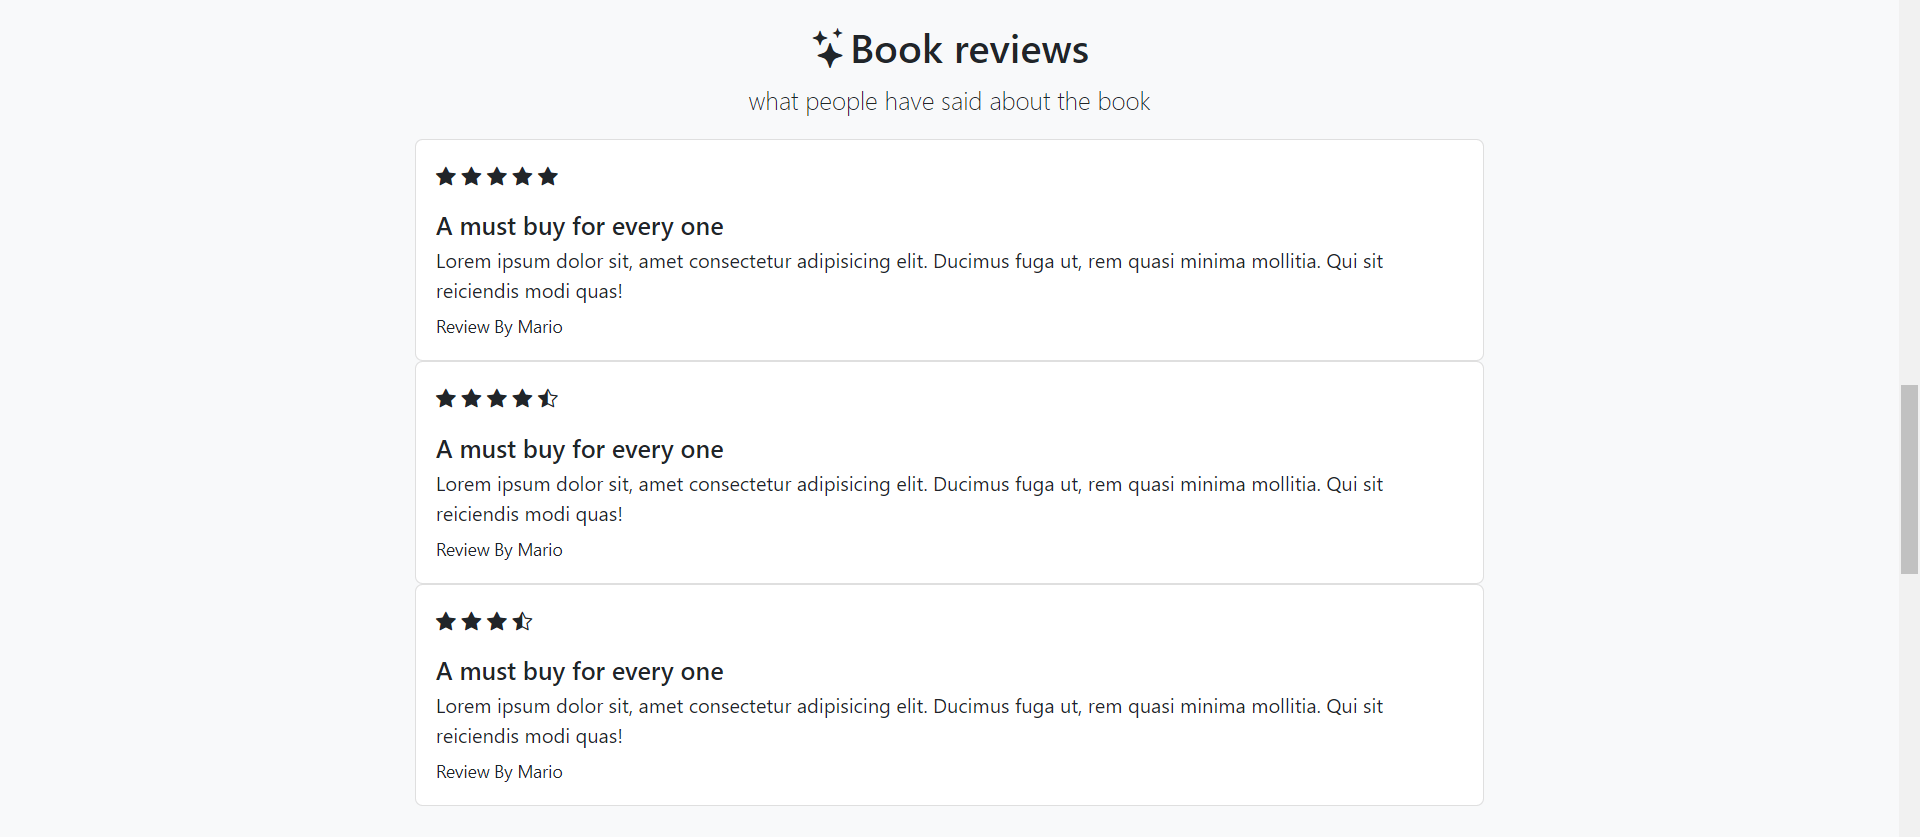 Book reviews
what people have said about the book
A must buy for every one
Lorem ipsum dolor sit, amet consectetur adipisicing elit. Ducimus fuga ut, rem quasi minima mollitia. Qui sit
reiciendis modi quas!
Review By Mario
A must buy for every one
Lorem ipsum dolor sit, amet consectetur adipisicing elit. Ducimus fuga ut, rem quasi minima mollitia. Qui sit
reiciendis modi quas!
Review By Mario
A must buy for every one
Lorem ipsum dolor sit, amet consectetur adipisicing elit. Ducimus fuga ut, rem quasi minima mollitia. Qui sit
reiciendis modi quas!
Review By Mario